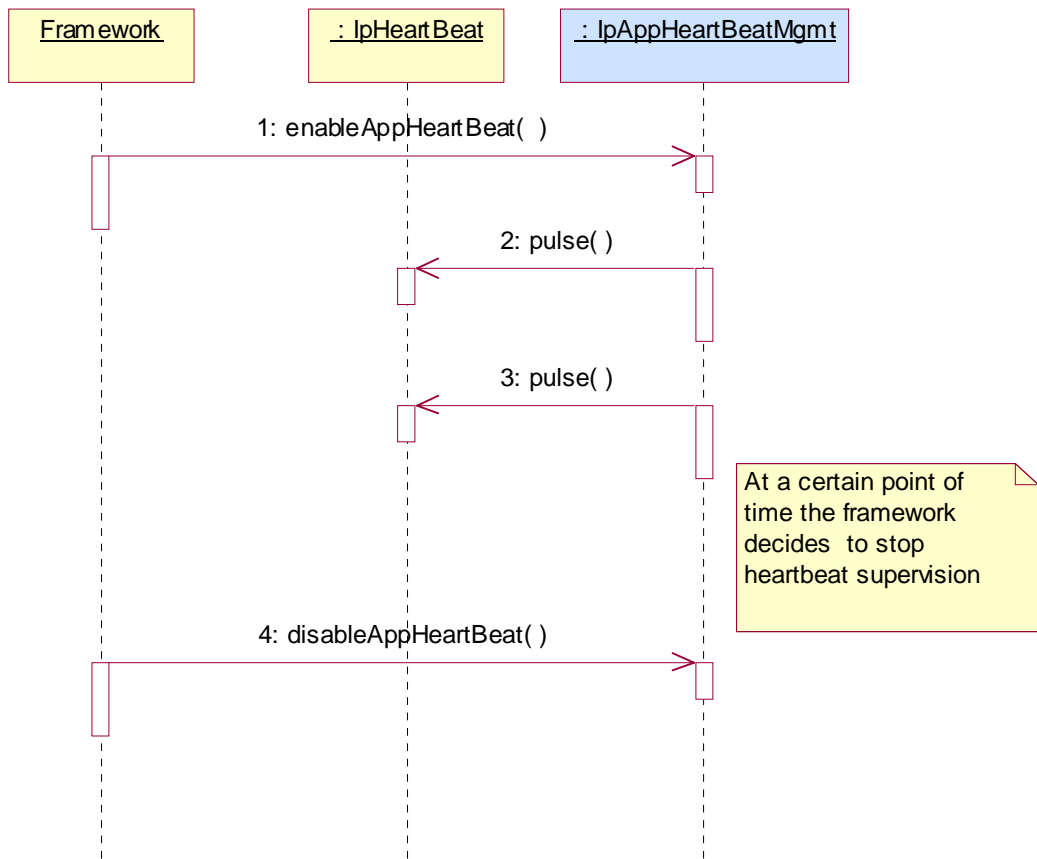 Framework
: IpHeartBeat
: IpAppHeartBeatMgmt
1: enableAppHeartBeat( )
2: pulse( )
3: pulse( )
At a certain point of
time the framework
decides to stop
heartbeat supervision
4: disableAppHeartBeat( )